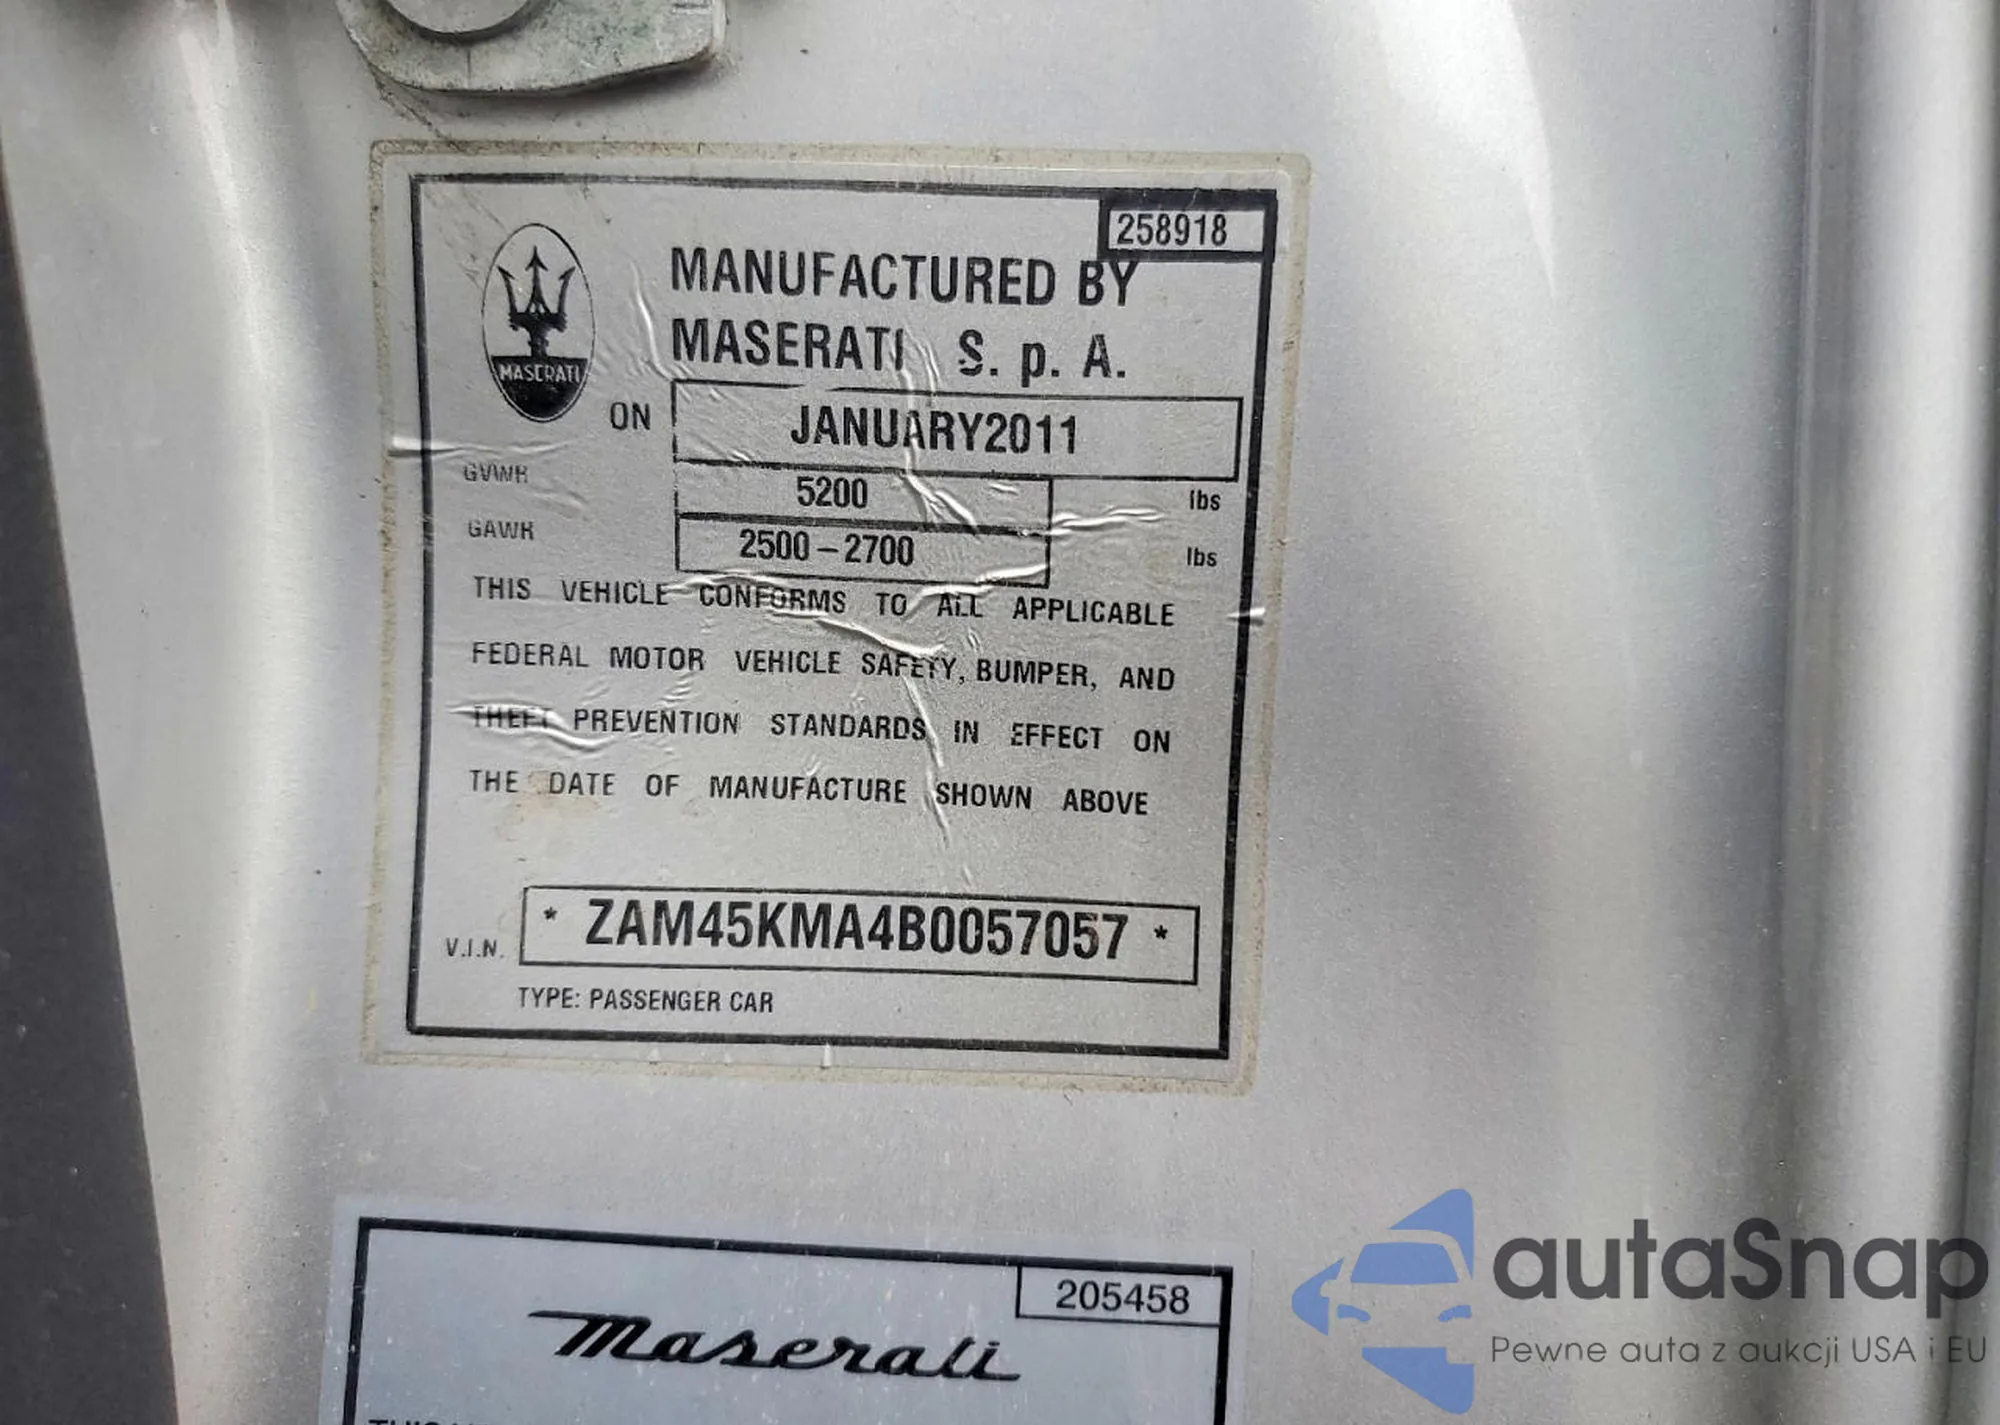 258918
MANUFACTURED BY
MASERATI S. p. A.
MASERATI
ON JANUARY2011
GVWR 5200 lbs
GAWR 2500-2700 lbs
THIS VEHICLE CONFORMS TO ALL APPLICABLE
FEDERAL MOTOR VEHICLE SAFETY, BUMPER, AND
THEFT PREVENTION STANDARDS IN EFFECT ON
THE DATE OF MANUFACTURE SHOWN ABOVE
V.I.N. * ZAM45KMA4B0057057 *
TYPE: PASSENGER CAR
205458
Maserati
autaSnap
Pewne auta z aukcji USA i EU